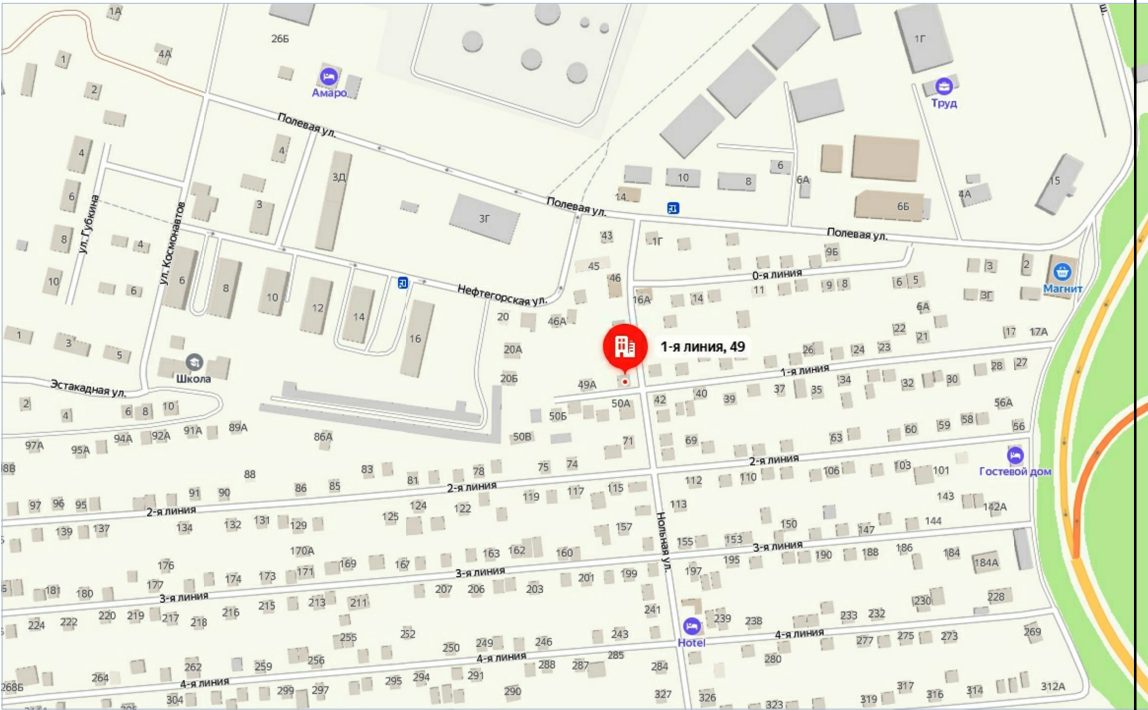 1А
ш.
26Б
1Г
1
4А
2
Амаро
Труд
Полевая ул.
4
4
3Д
6
6А
10
8
15
4А
6
14
6Б
3
3Г
Полевая ул.
ул. Губкина
ул. Космонавтов
8
4
43
1Г
Полевая ул.
9Б
45
46
0-я линия
3
2
Магнит
10
6
6
8
10
12
14
16
Нефтегорская ул.
16А
14
11
9
8
6
5
3Г
20
46А
6А
1
3
5
Школа
20А
1-я линия, 49
26
24
23
22
21
17
17А
1-я линия
20Б
49А
42
40
39
37
35
34
32
30
28
27
Эстакадная ул.
2
4
6
8
10
50Б
50А
56А
97А
95А
94А
92А
91А
89А
86А
50В
71
69
63
60
59
58
56
2-я линия
Гостевой дом
88
83
81
78
75
74
112
110
106
103
101
97
96
95
91
90
86
85
2-я линия
2-я линия
119
117
115
113
143
142А
139
137
134
132
131
129
125
124
122
157
Нольная ул.
155
153
150
147
144
170А
163
162
160
3-я линия
176
177
174
173
171
169
167
3-я линия
207
206
203
201
199
197
195
190
188
186
184
184А
181
180
3-я линия
224
222
220
219
217
218
216
215
213
211
241
239
238
233
232
230
228
Hotel
255
252
250
249
246
243
4-я линия
277
275
273
269
264
262
259
256
4-я линия
288
287
285
284
280
268Б
4-я линия
304
299
297
295
294
291
290
327
326
323
319
317
316
314
312А